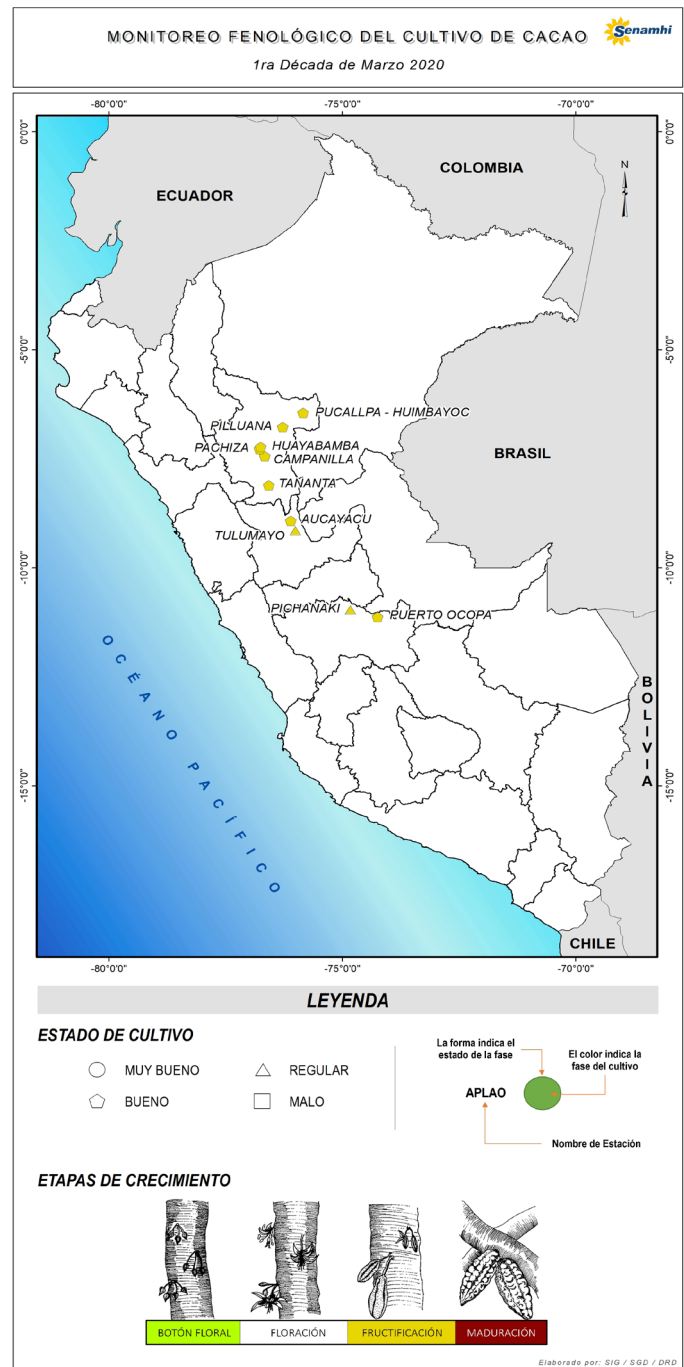 MONITOREO FENOLÓGICO DEL CULTIVO DE CACAO
Senamhi
1ra Década de Marzo 2020
-80°0'0" -75°0'0" -70°0'0"
0°0'0" 0°0'0"
COLOMBIA
N
ECUADOR
-5°0'0" -5°0'0"
PUCALLPA - HUIMBAYOC
PILLUANA
PACHIZA HUAYABAMBA
CAMPANILLA
BRASIL
TANANTA
AUCAYACU
TULUMAYO
-10°0'0" -10°0'0"
PICHANAKI PUERTO OCOPA
OCÉANO PACÍFICO
BOLIVIA
-15°0'0" -15°0'0"
CHILE
-80°0'0" -75°0'0" -70°0'0"
LEYENDA
ESTADO DE CULTIVO
MUY BUENO REGULAR
BUENO MALO
La forma indica el
estado de la fase
El color indica la
fase del cultivo
APLAO
Nombre de Estación
ETAPAS DE CRECIMIENTO
BOTÓN FLORAL FLORACIÓN FRUCTIFICACIÓN MADURACIÓN
Elaborado por: SIG / SGD / DRD